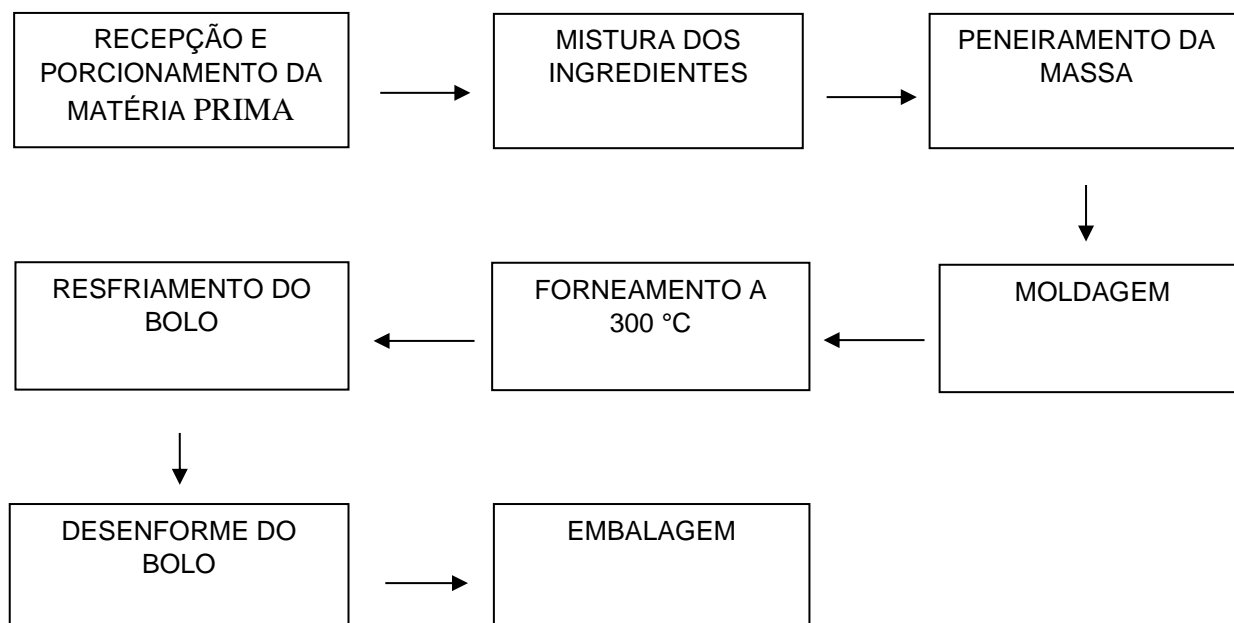 RECEPÇÃO E
PORCIONAMENTO DA
MATÉRIA PRIMA
MISTURA DOS
INGREDIENTES
PENEIRAMENTO DA
MASSA
MOLDAGEM
FORNEAMENTO A
300 °C
RESFRIAMENTO DO
BOLO
DESENFORME DO
BOLO
EMBALAGEM